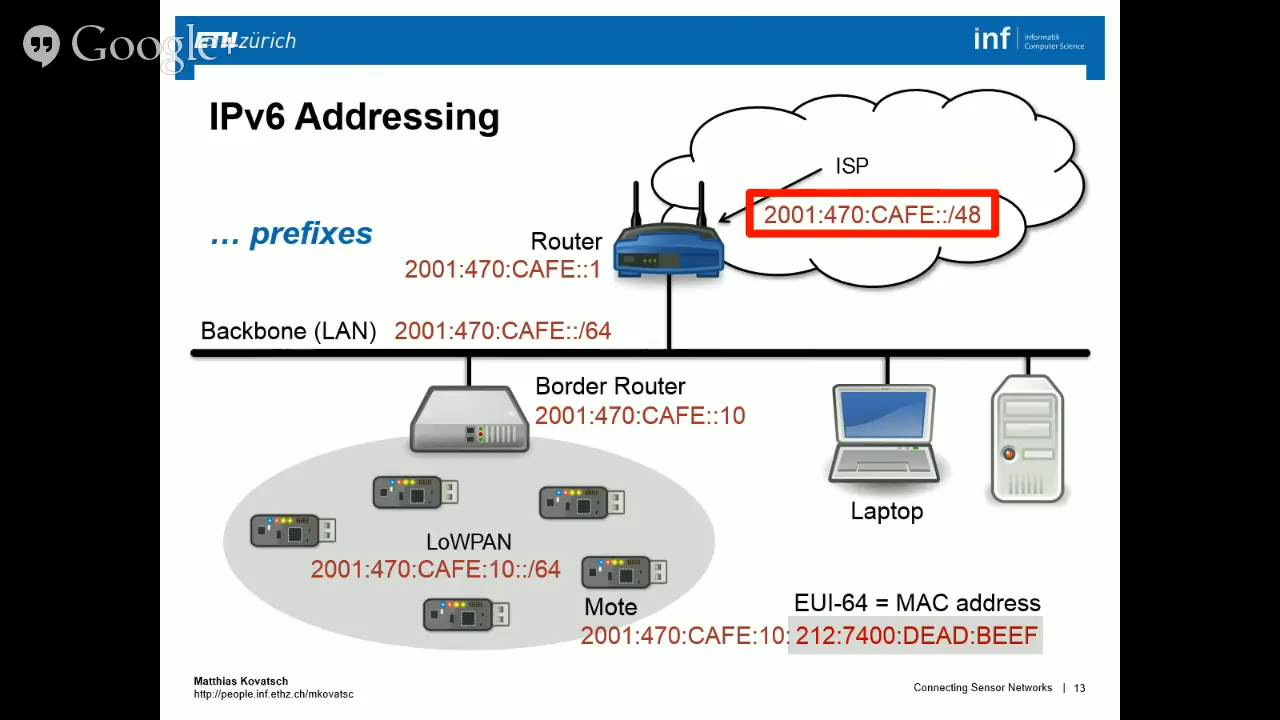 Google+
ETH zürich
inf informatik
Computer Science
IPv6 Addressing
ISP
2001:470:CAFE::/48
… prefixes
Router
2001:470:CAFE::1
Backbone (LAN) 2001:470:CAFE::/64
Border Router
2001:470:CAFE::10
Laptop
LoWPAN
2001:470:CAFE:10::/64
Mote
EUI-64 = MAC address
2001:470:CAFE:10:212:7400:DEAD:BEEF
Matthias Kovatsch
http://people.inf.ethz.ch/mkovatsc
Connecting Sensor Networks | 13